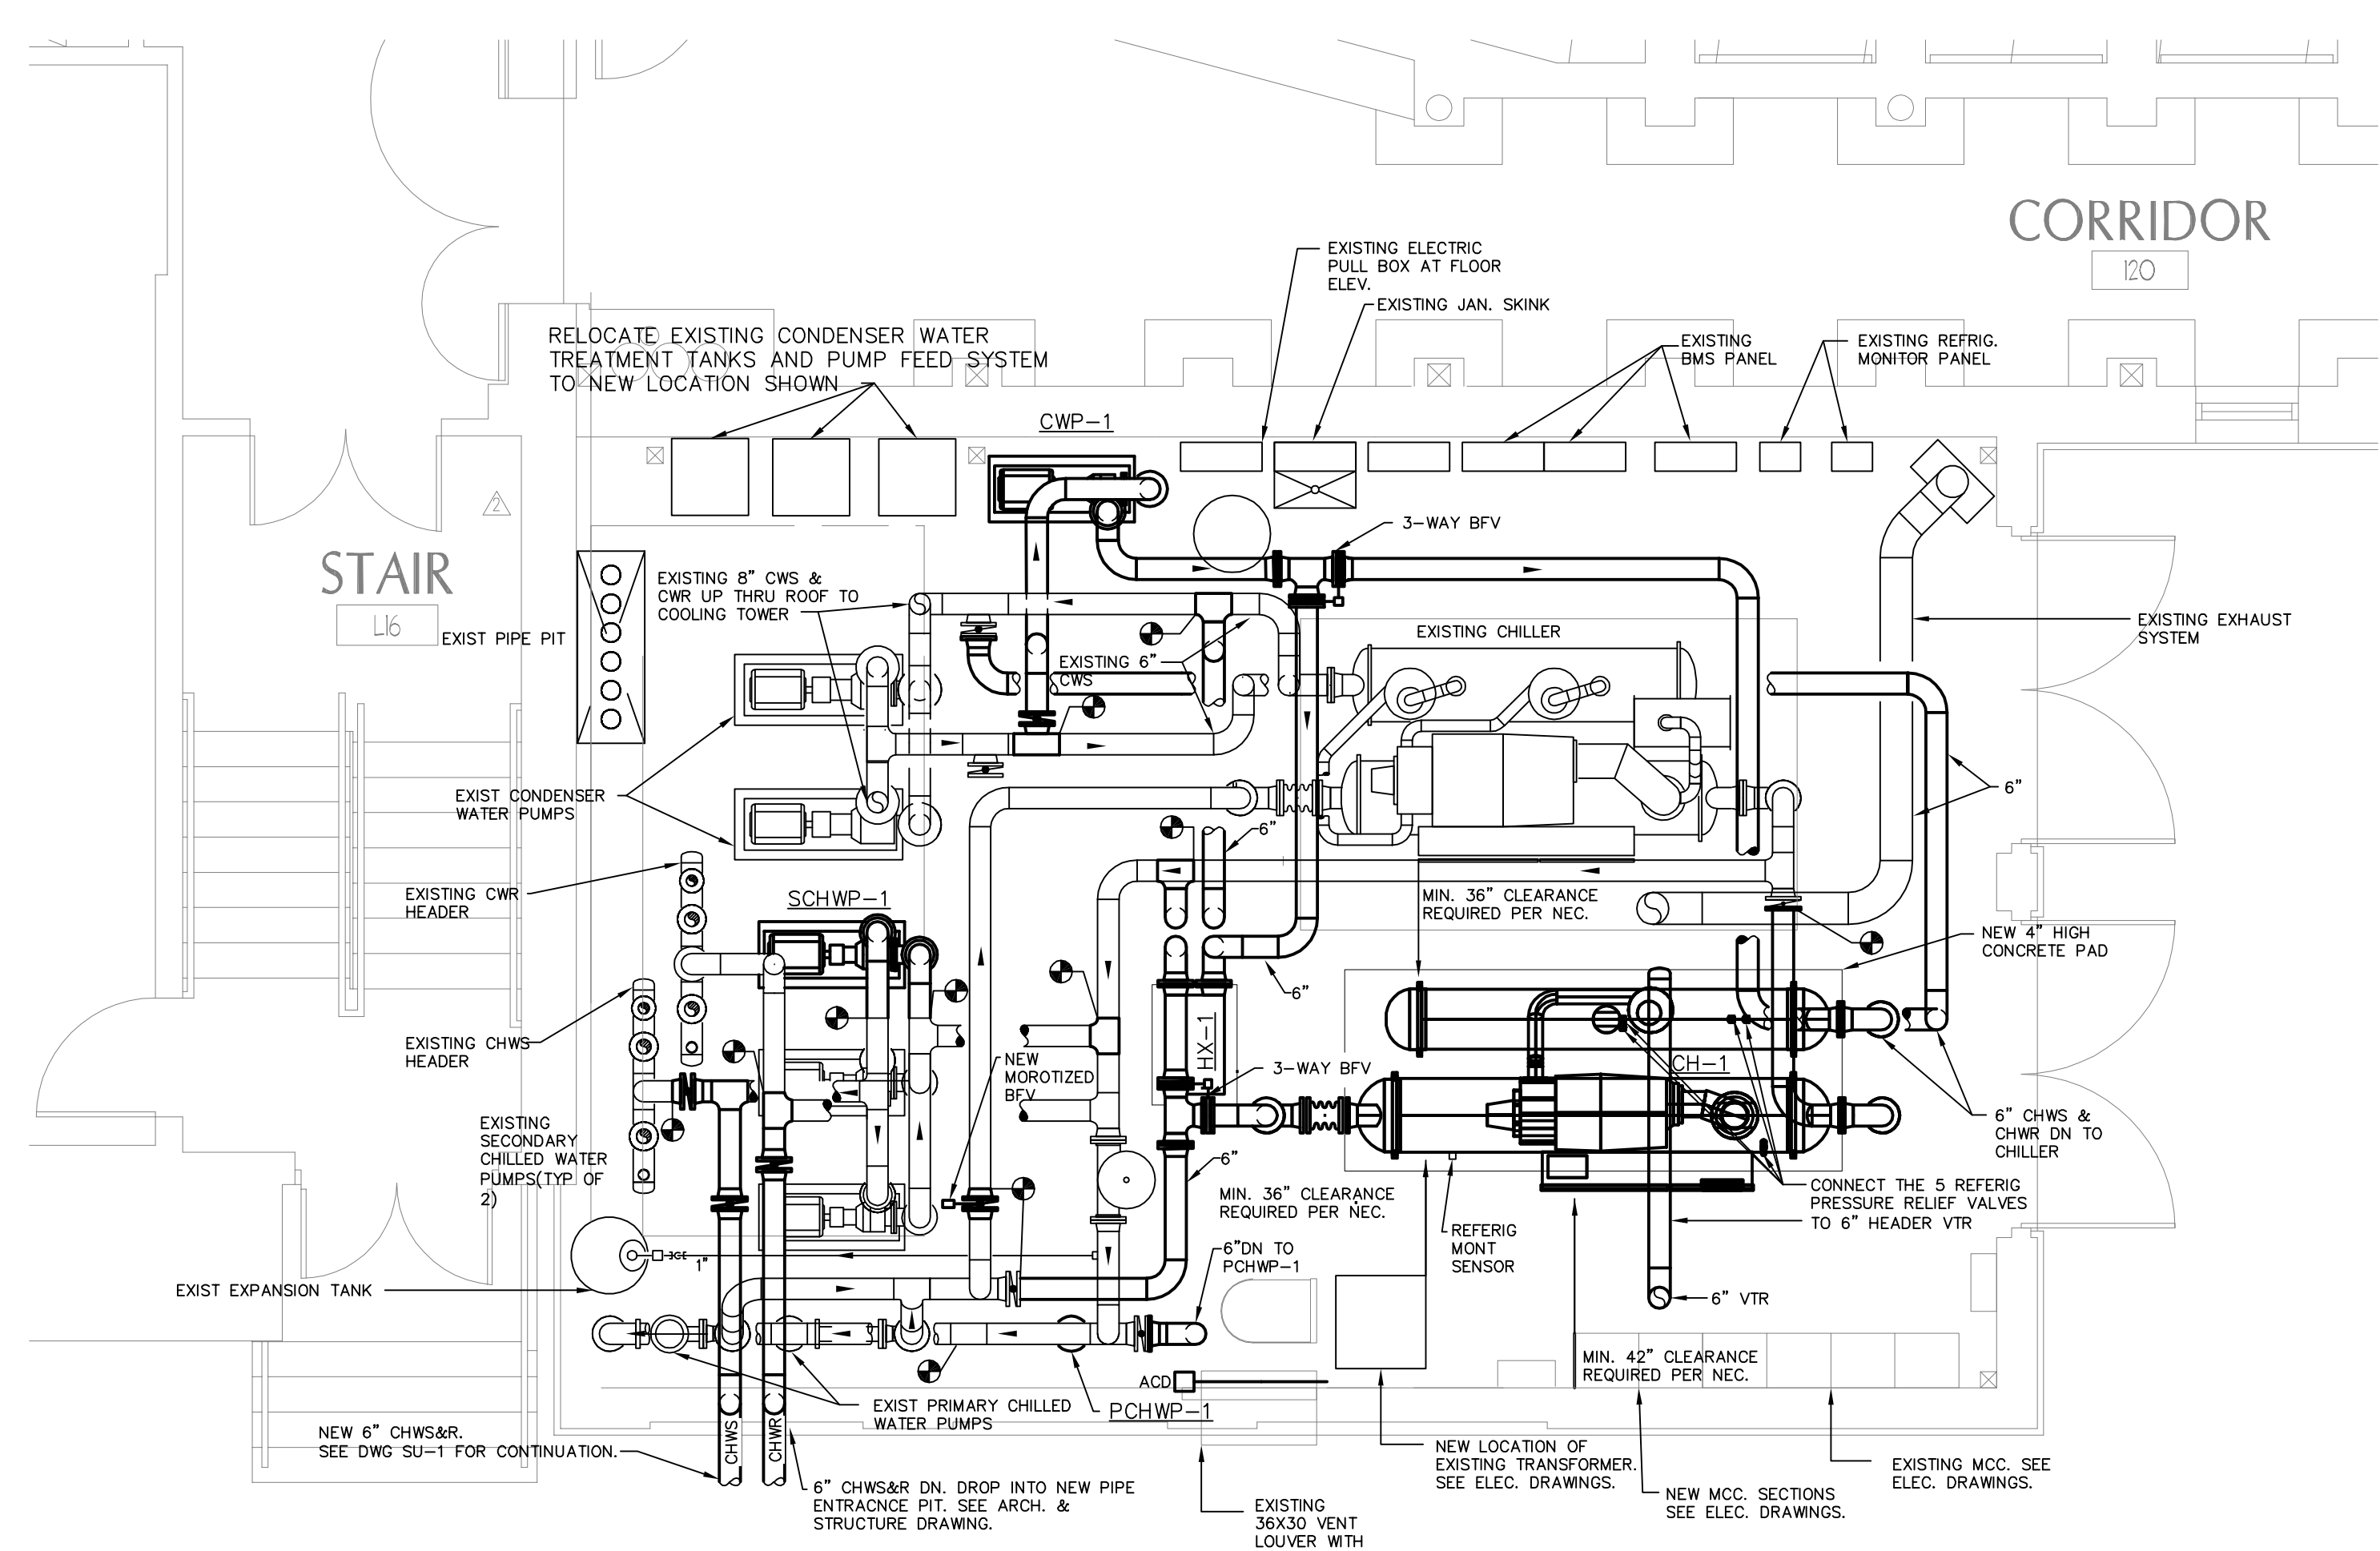 CORRIDOR
120
EXISTING ELECTRIC
PULL BOX AT FLOOR
ELEV.
EXISTING JAN. SKINK
RELOCATE EXISTING CONDENSER WATER
TREATMENT TANKS AND PUMP FEED SYSTEM
TO NEW LOCATION SHOWN
EXISTING
BMS PANEL
EXISTING REFRIG.
MONITOR PANEL
CWP-1
2
3-WAY BFV
STAIR
L16
EXIST PIPE PIT
EXISTING 8" CWS &
CWR UP THRU ROOF TO
COOLING TOWER
EXISTING CHILLER
EXISTING EXHAUST
SYSTEM
EXISTING 6"
CWS
6"
EXIST CONDENSER
WATER PUMPS
6"
EXISTING CWR
HEADER
SCHWP-1
MIN. 36" CLEARANCE
REQUIRED PER NEC.
NEW 4" HIGH
CONCRETE PAD
6"
EXISTING CHWS
HEADER
NEW
MOROTIZED
BFV
HX-1
3-WAY BFV
CH-1
EXISTING
SECONDARY
CHILLED WATER
PUMPS(TYP OF
2)
6"
6" CHWS &
CHWR DN TO
CHILLER
MIN. 36" CLEARANCE
REQUIRED PER NEC.
CONNECT THE 5 REFERIG
PRESSURE RELIEF VALVES
TO 6" HEADER VTR
REFERIG
MONT
SENSOR
1"
6"DN TO
PCHWP-1
EXIST EXPANSION TANK
6" VTR
MIN. 42" CLEARANCE
REQUIRED PER NEC.
ACD
EXIST PRIMARY CHILLED
WATER PUMPS
PCHWP-1
CHWS
CHWR
NEW 6" CHWS&R.
SEE DWG SU-1 FOR CONTINUATION.
NEW LOCATION OF
EXISTING TRANSFORMER.
SEE ELEC. DRAWINGS.
EXISTING MCC. SEE
ELEC. DRAWINGS.
6" CHWS&R DN. DROP INTO NEW PIPE
ENTRACNCE PIT. SEE ARCH. &
STRUCTURE DRAWING.
NEW MCC. SECTIONS
SEE ELEC. DRAWINGS.
EXISTING
36X30 VENT
LOUVER WITH